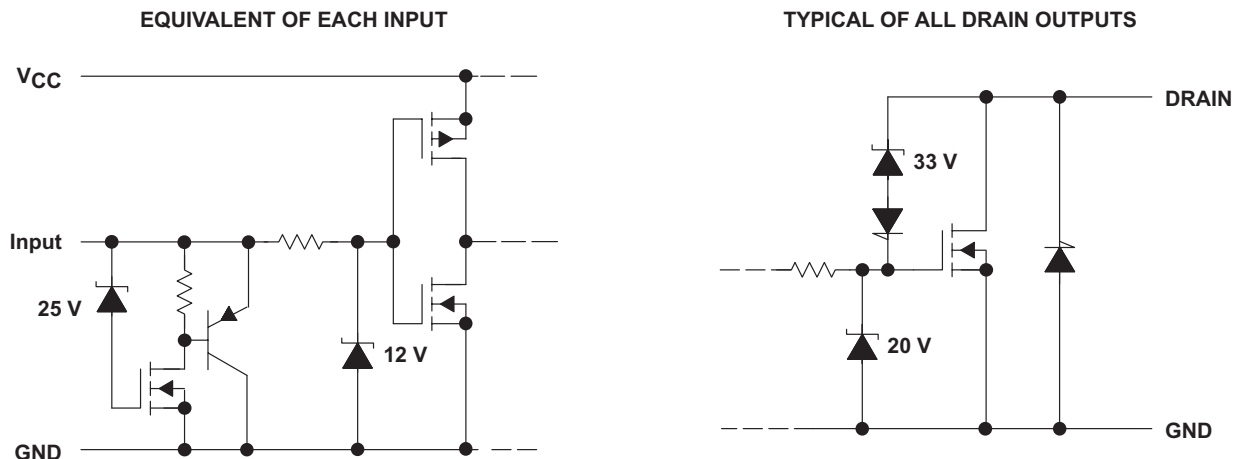 EQUIVALENT OF EACH INPUT
TYPICAL OF ALL DRAIN OUTPUTS
VCC
DRAIN
33 V
Input
25 V
12 V
20 V
GND
GND